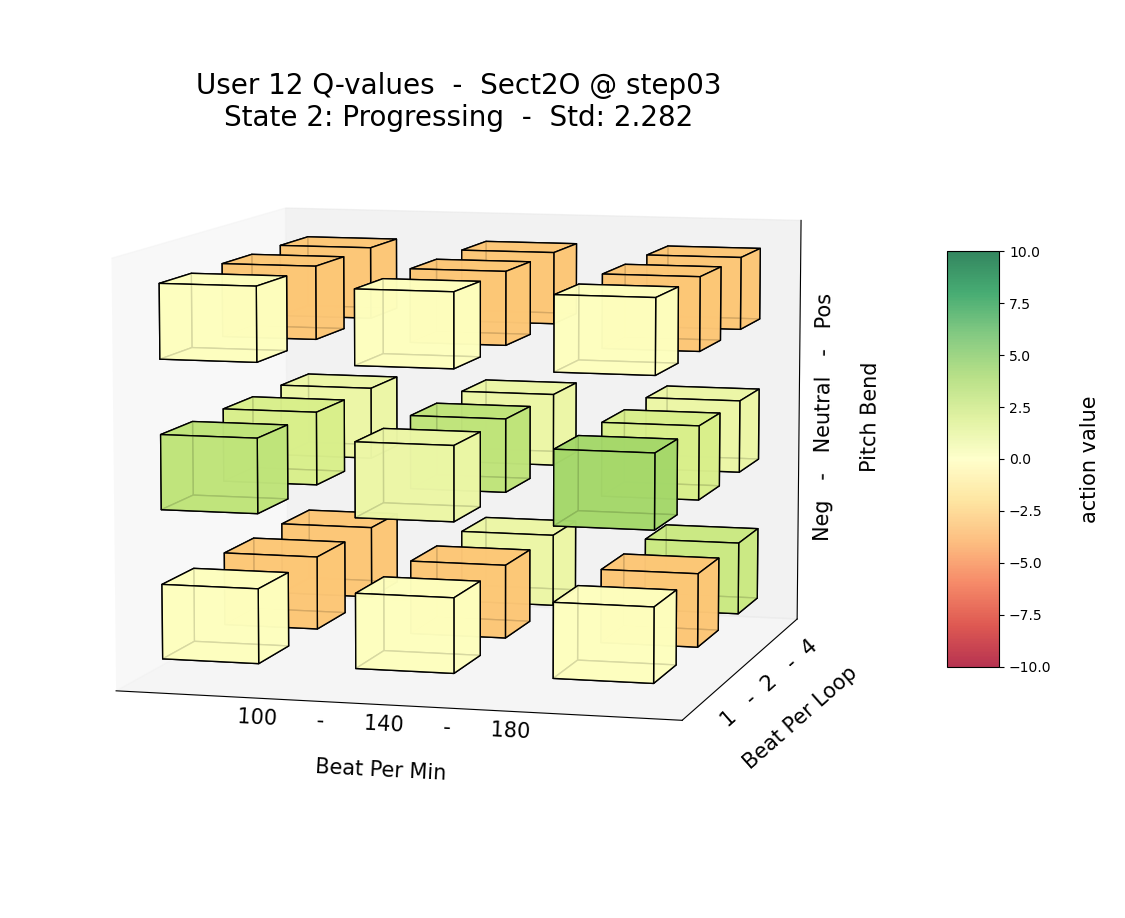 User 12 Q-values - Sect2O @ step03
State 2: Progressing - Std: 2.282
10.0
7.5
5.0
2.5
0.0
−2.5
−5.0
−7.5
−10.0
action value
Neg - Neutral - Pos
Pitch Bend
1 - 2 - 4
Beat Per Loop
100 - 140 - 180
Beat Per Min